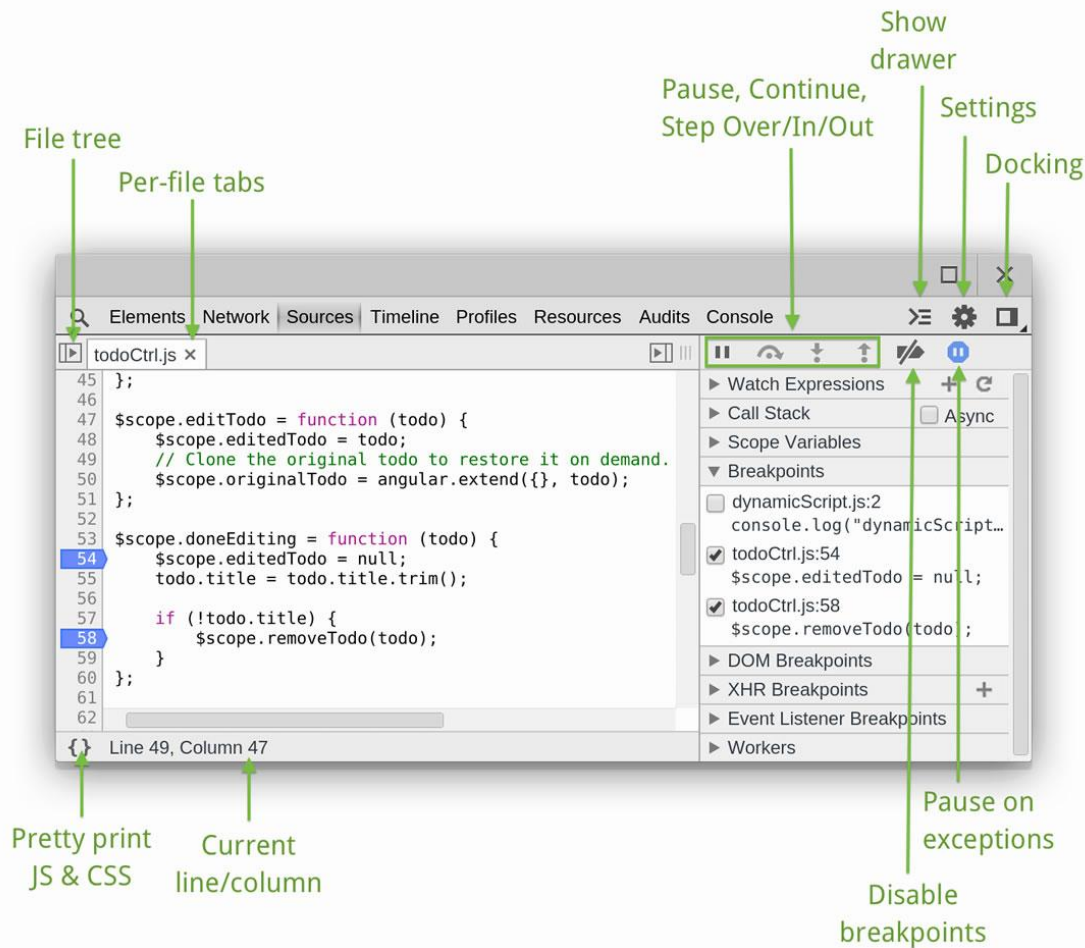 Show
drawer
Pause, Continue,
Step Over/In/Out
Settings
File tree
Docking
Per-file tabs
Elements Network Sources Timeline Profiles Resources Audits Console
todoCtrl.js ×
45 };
46
47 $scope.editTodo = function (todo) {
48     $scope.editedTodo = todo;
49     // Clone the original todo to restore it on demand.
50     $scope.originalTodo = angular.extend({}, todo);
51 };
52
53 $scope.doneEditing = function (todo) {
54     $scope.editedTodo = null;
55     todo.title = todo.title.trim();
56
57     if (!todo.title) {
58         $scope.removeTodo(todo);
59     }
60 };
61
62
{} Line 49, Column 47
Watch Expressions
Call Stack Async
Scope Variables
Breakpoints
dynamicScript.js:2
console.log("dynamicScript…
todoCtrl.js:54
$scope.editedTodo = null;
todoCtrl.js:58
$scope.removeTodo(todo);
DOM Breakpoints
XHR Breakpoints +
Event Listener Breakpoints
Workers
Pretty print
JS & CSS
Current
line/column
Pause on
exceptions
Disable
breakpoints